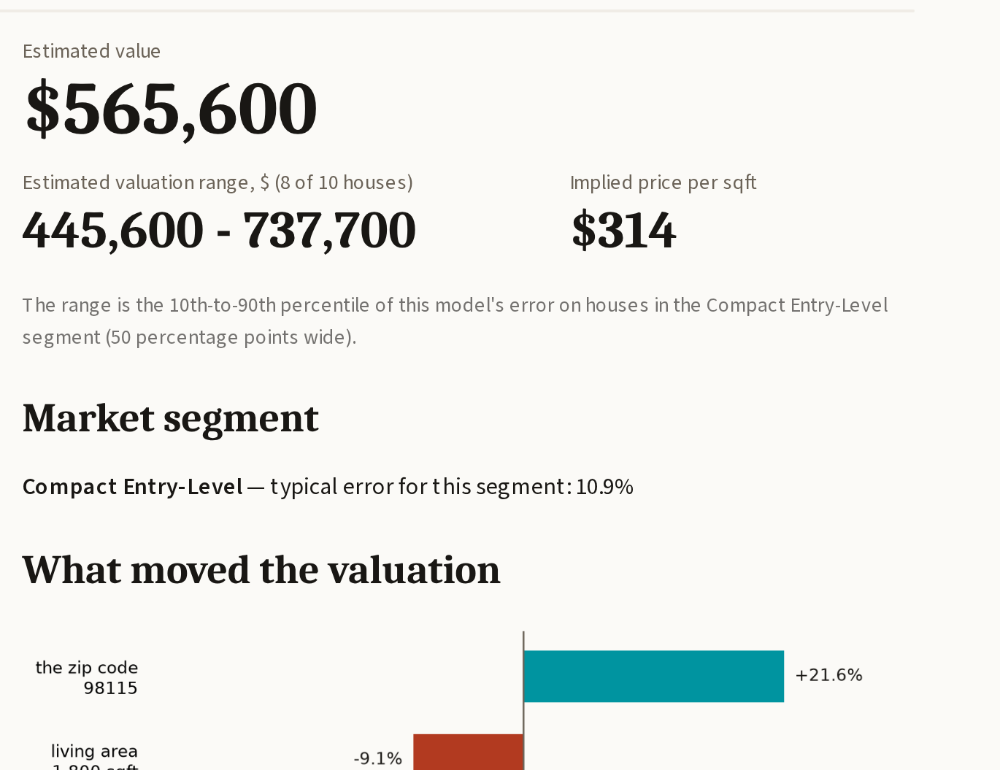 Estimated value
$565,600
Estimated valuation range, $ (8 of 10 houses)
Implied price per sqft
445,600 - 737,700
$314
The range is the 10th-to-90th percentile of this model's error on houses in the Compact Entry-Level
segment (50 percentage points wide).
Market segment
Compact Entry-Level — typical error for this segment: 10.9%
What moved the valuation
the zip code
98115
+21.6%
living area
1,800 sqft
-9.1%